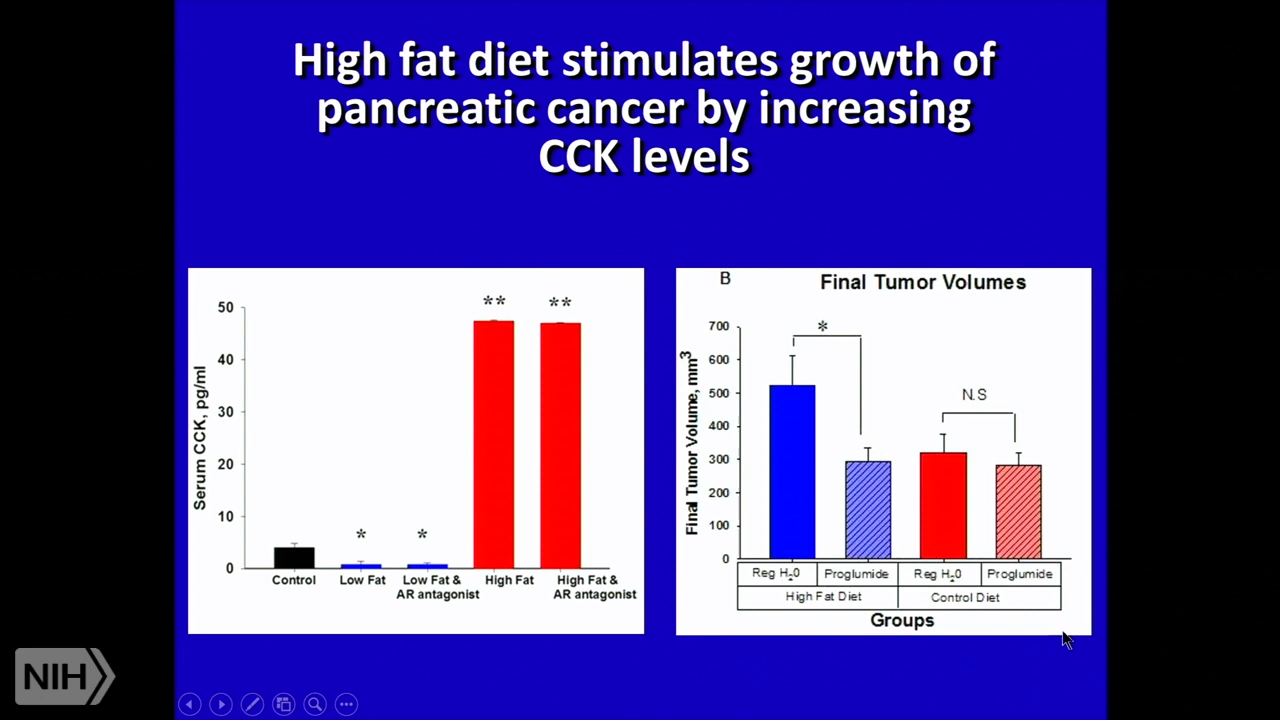 High fat diet stimulates growth of
pancreatic cancer by increasing
CCK levels
50
40
30
20
10
0
Serum CCK, pg/ml
*
*
**
**
Control
Low Fat
Low Fat &
AR antagonist
High Fat
High Fat &
AR antagonist
B
Final Tumor Volumes
700
600
500
400
300
200
100
0
Final Tumor Volume, mm3
*
N.S
Reg H20
Proglumide
Reg H20
Proglumide
High Fat Diet
Control Diet
Groups
NIH